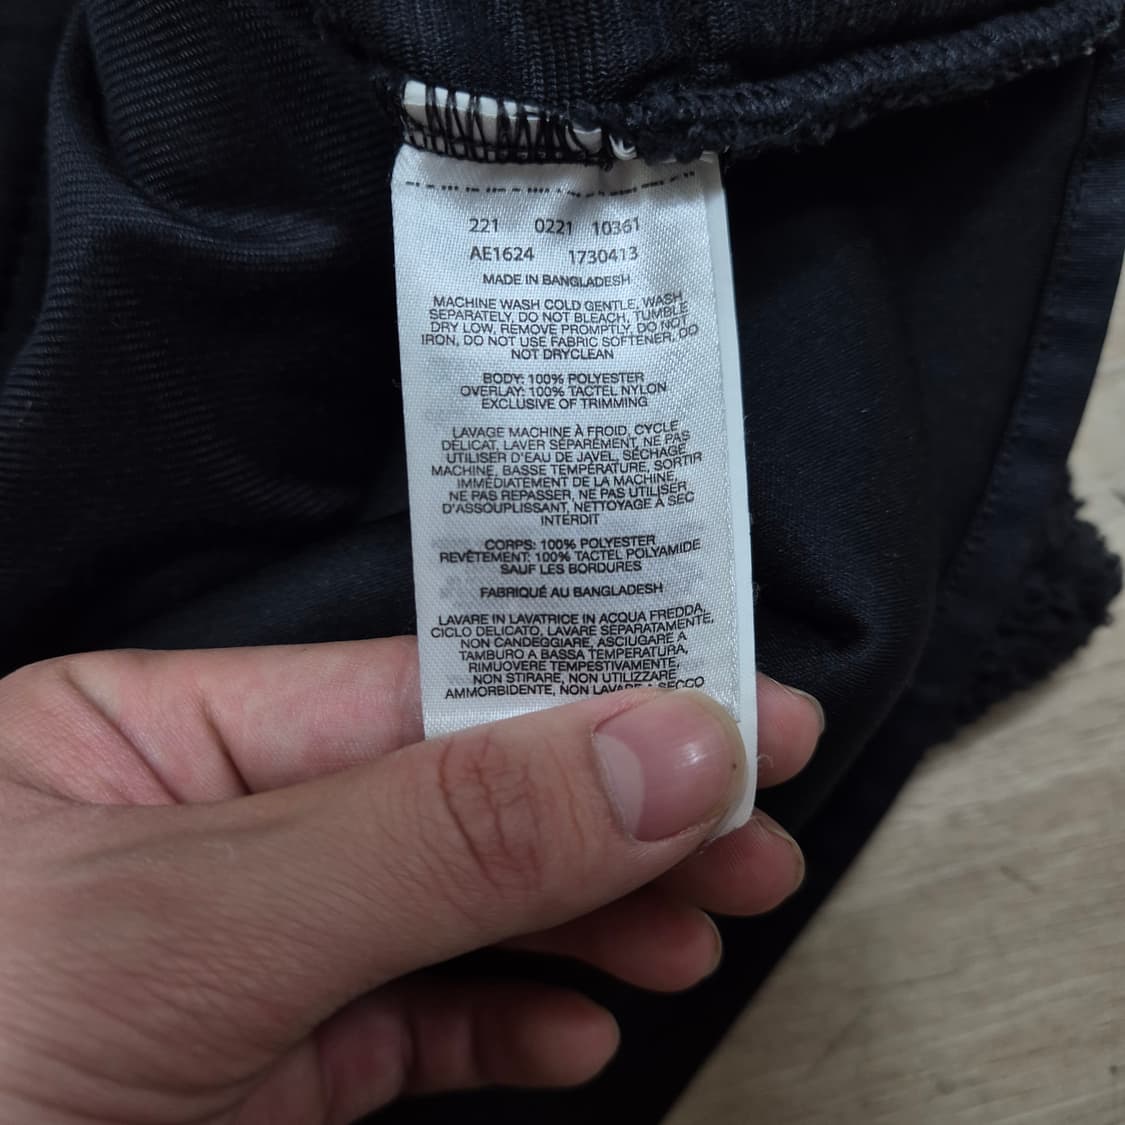 221 0221 10361
AE1624 1730413
MADE IN BANGLADESH
MACHINE WASH COLD GENTLE, WASH
SEPARATELY, DO NOT BLEACH, TUMBLE
DRY LOW, REMOVE PROMPTLY, DO NOT
IRON, DO NOT USE FABRIC SOFTENER, DO
NOT DRYCLEAN
BODY: 100% POLYESTER
OVERLAY: 100% TACTEL NYLON
EXCLUSIVE OF TRIMMING
LAVAGE MACHINE À FROID, CYCLE
DÉLICAT, LAVER SÉPARÉMENT, NE PAS
UTILISER D'EAU DE JAVEL, SÉCHAGE
MACHINE, BASSE TEMPÉRATURE, SORTIR
IMMÉDIATEMENT DE LA MACHINE,
NE PAS REPASSER, NE PAS UTILISER
D'ASSOUPLISSANT, NETTOYAGE À SEC
INTERDIT
CORPS: 100% POLYESTER
REVÊTEMENT: 100% TACTEL POLYAMIDE
SAUF LES BORDURES
FABRIQUÉ AU BANGLADESH
LAVARE IN LAVATRICE IN ACQUA FREDDA,
CICLO DELICATO, LAVARE SEPARATAMENTE,
NON CANDEGGIARE, ASCIUGARE A
TAMBURO A BASSA TEMPERATURA,
RIMUOVERE TEMPESTIVAMENTE,
NON STIRARE, NON UTILIZZARE
AMMORBIDENTE, NON LAVARE A SECCO